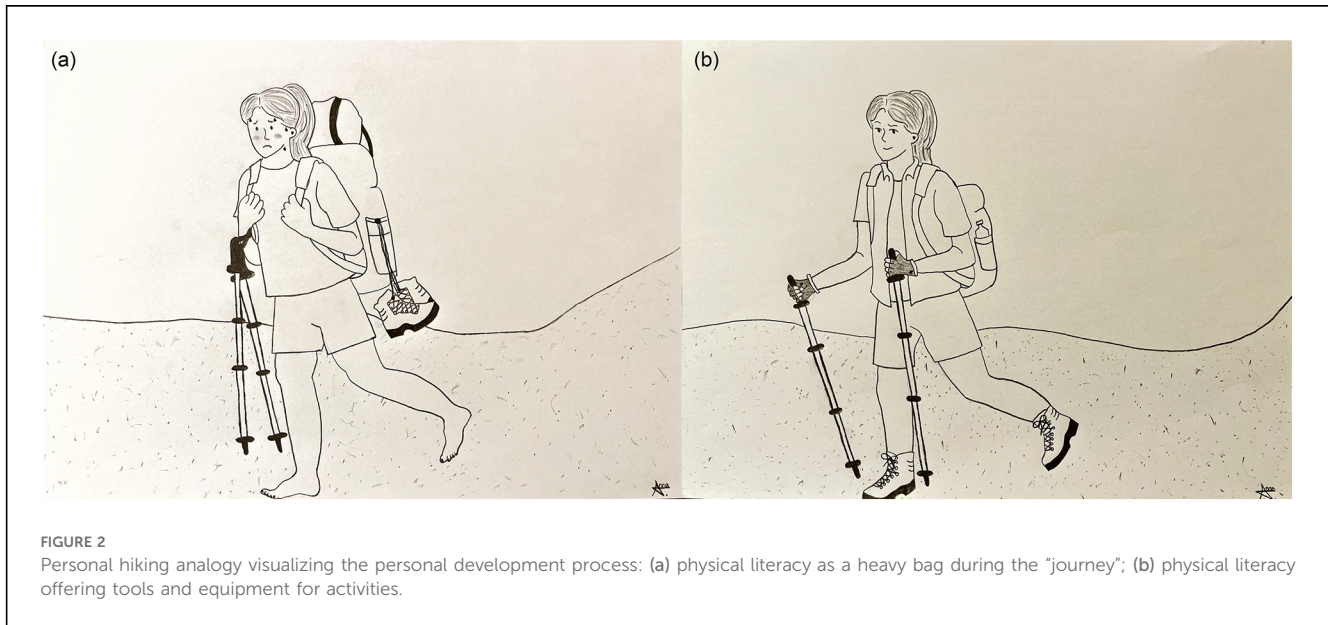 (a)
(b)
FIGURE 2
Personal hiking analogy visualizing the personal development process: (a) physical literacy as a heavy bag during the “journey”; (b) physical literacy
offering tools and equipment for activities.